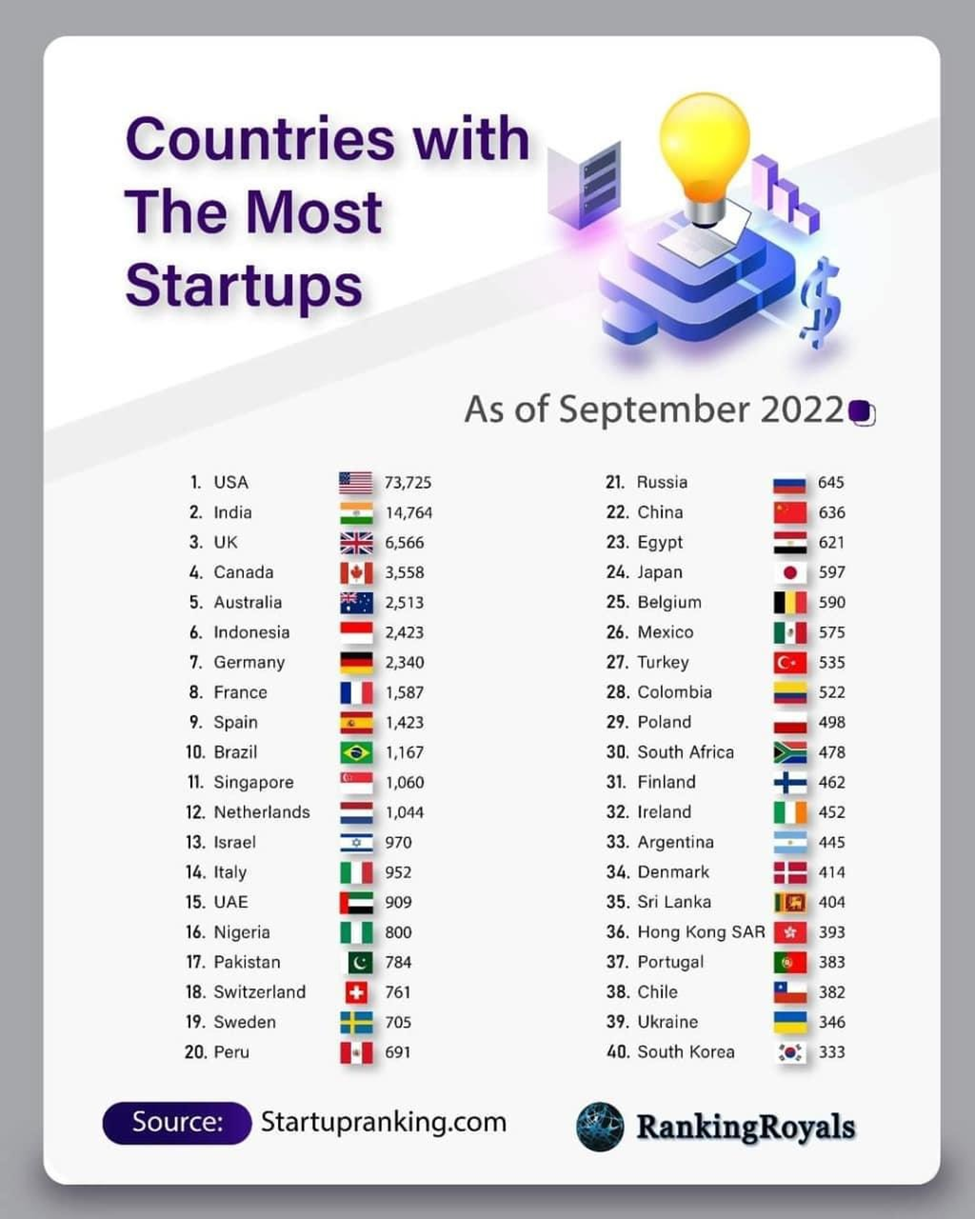 Countries with
The Most
Startups
As of September 2022
1. USA 73,725
2. India 14,764
3. UK 6,566
4. Canada 3,558
5. Australia 2,513
6. Indonesia 2,423
7. Germany 2,340
8. France 1,587
9. Spain 1,423
10. Brazil 1,167
11. Singapore 1,060
12. Netherlands 1,044
13. Israel 970
14. Italy 952
15. UAE 909
16. Nigeria 800
17. Pakistan 784
18. Switzerland 761
19. Sweden 705
20. Peru 691
21. Russia 645
22. China 636
23. Egypt 621
24. Japan 597
25. Belgium 590
26. Mexico 575
27. Turkey 535
28. Colombia 522
29. Poland 498
30. South Africa 478
31. Finland 462
32. Ireland 452
33. Argentina 445
34. Denmark 414
35. Sri Lanka 404
36. Hong Kong SAR 393
37. Portugal 383
38. Chile 382
39. Ukraine 346
40. South Korea 333
Source: Startupranking.com
RankingRoyals